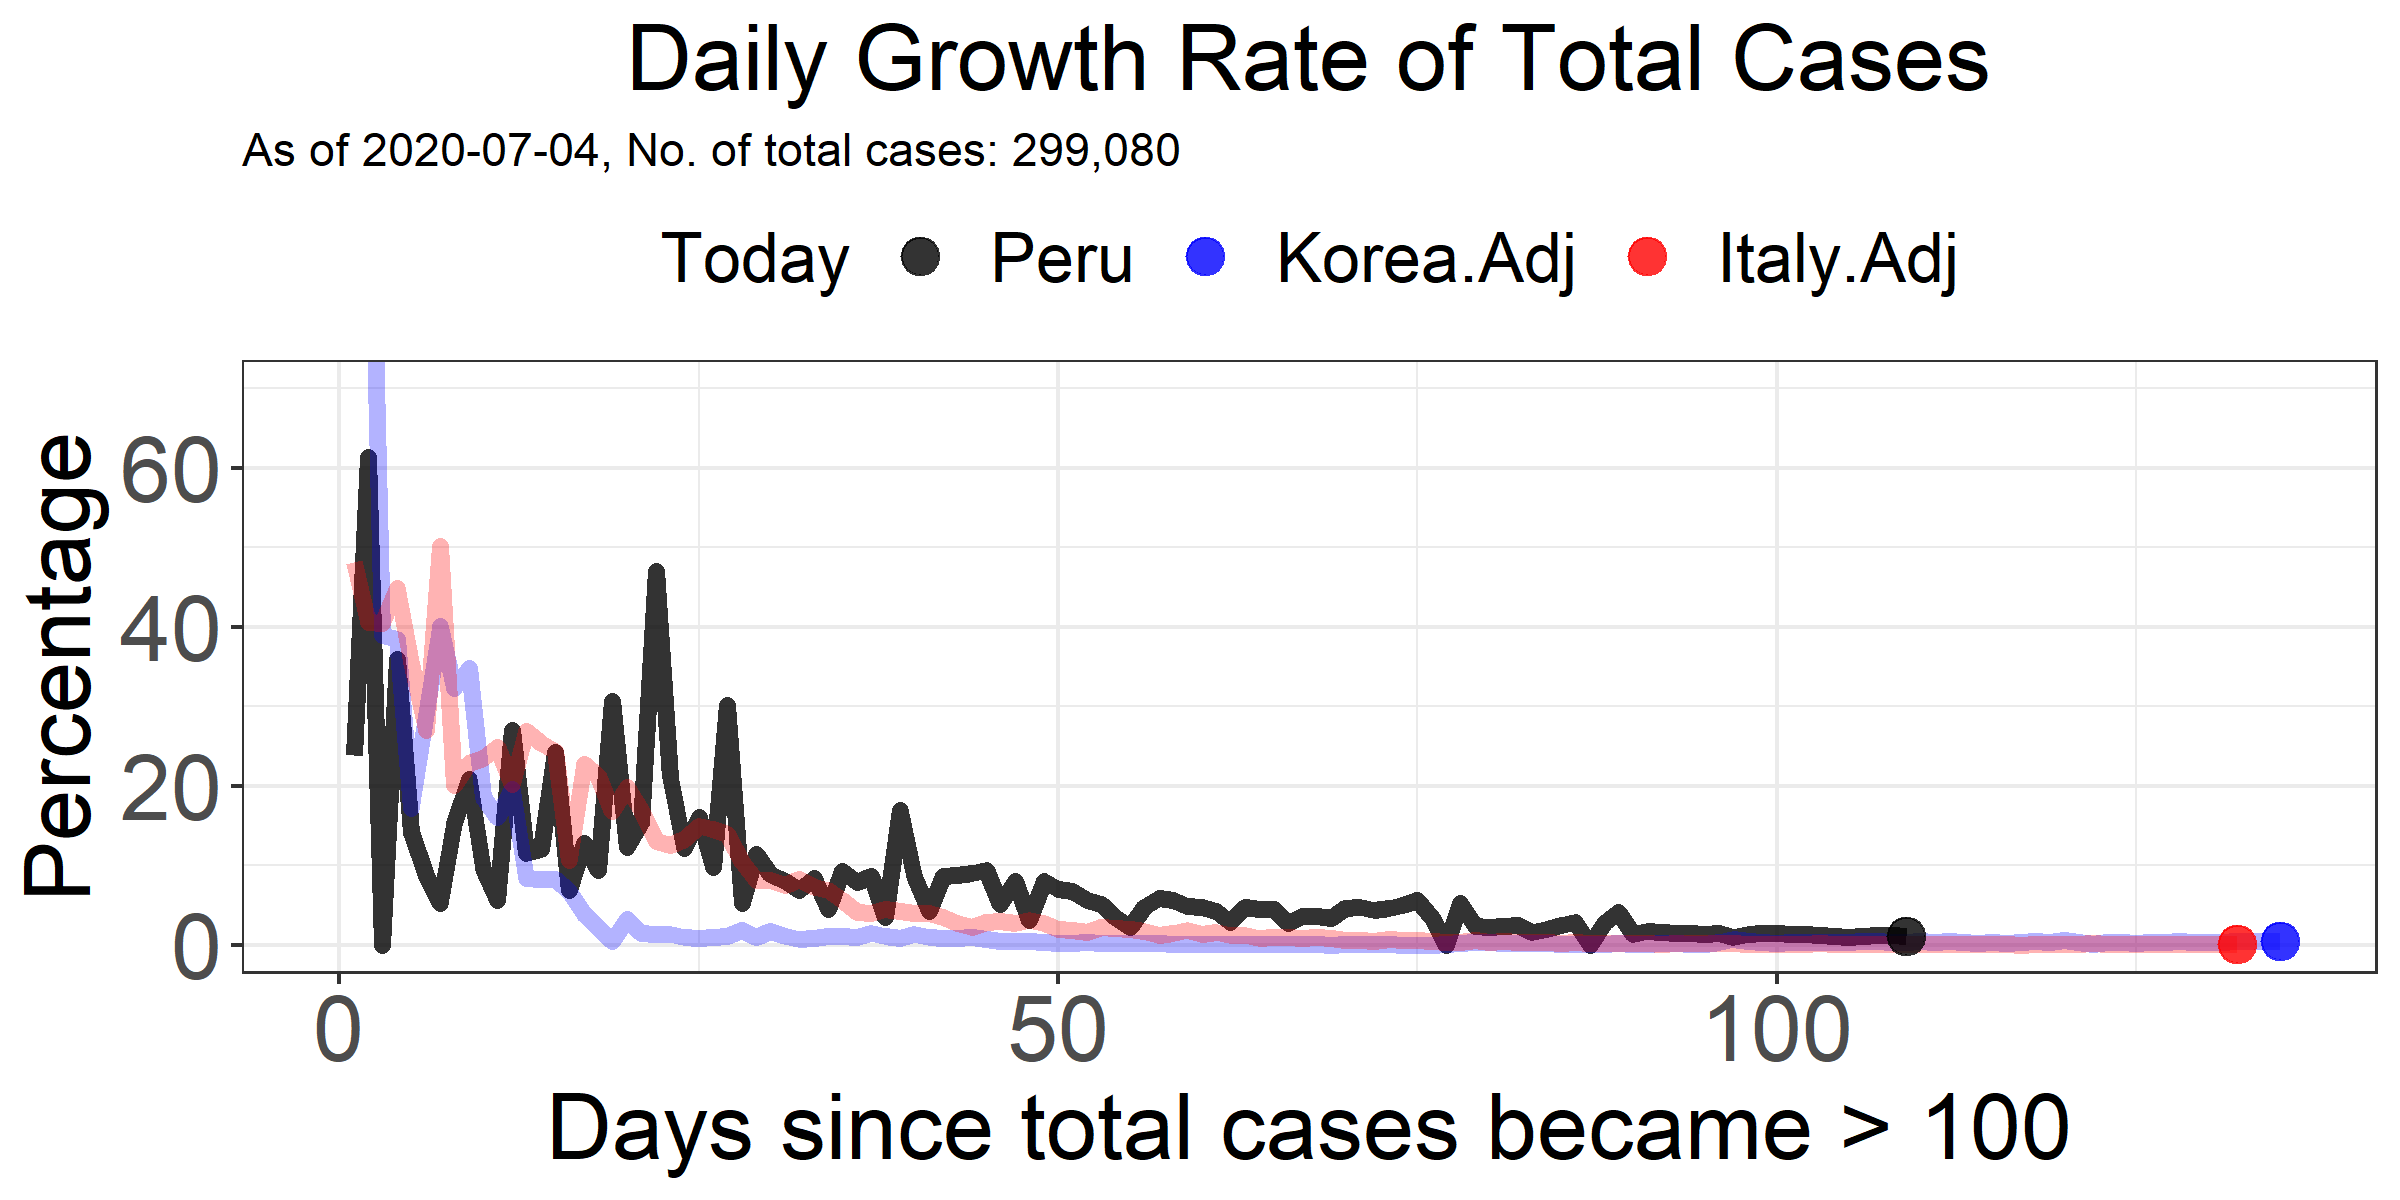 Daily Growth Rate of Total Cases
As of 2020-07-04, No. of total cases: 299,080
Today Peru Korea.Adj Italy.Adj
Percentage
60
40
20
0
0 50 100
Days since total cases became > 100